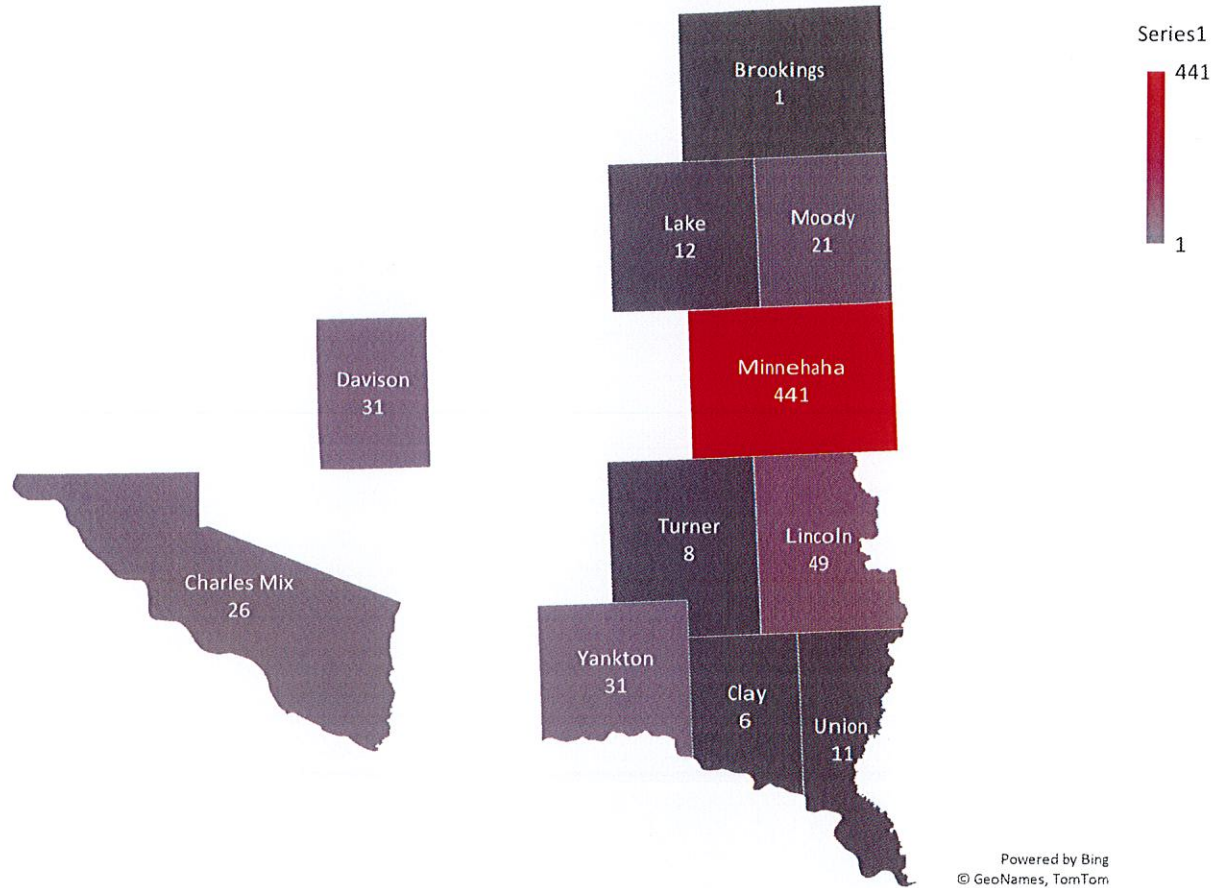 Series1
441
1
Brookings
1
Lake
12
Moody
21
Davison
31
Minnehaha
441
Charles Mix
26
Turner
8
Lincoln
49
Yankton
31
Clay
6
Union
11
Powered by Bing
© GeoNames, TomTom